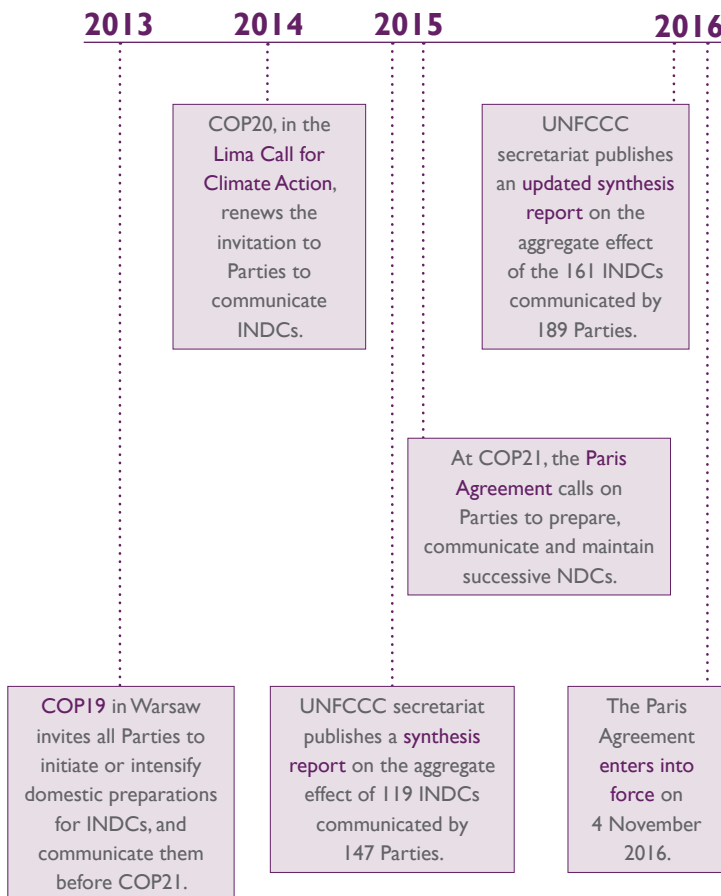 2013 2014 2015 2016
COP20, in the
Lima Call for
Climate Action,
renews the
invitation to
Parties to
communicate
INDCs.
UNFCCC
secretariat publishes
an updated synthesis
report on the
aggregate effect
of the 161 INDCs
communicated by
189 Parties.
At COP21, the Paris
Agreement calls on
Parties to prepare,
communicate and maintain
successive NDCs.
COP19 in Warsaw
invites all Parties to
initiate or intensify
domestic preparations
for INDCs, and
communicate them
before COP21.
UNFCCC secretariat
publishes a synthesis
report on the aggregate
effect of 119 INDCs
communicated by
147 Parties.
The Paris
Agreement
enters into
force on
4 November
2016.